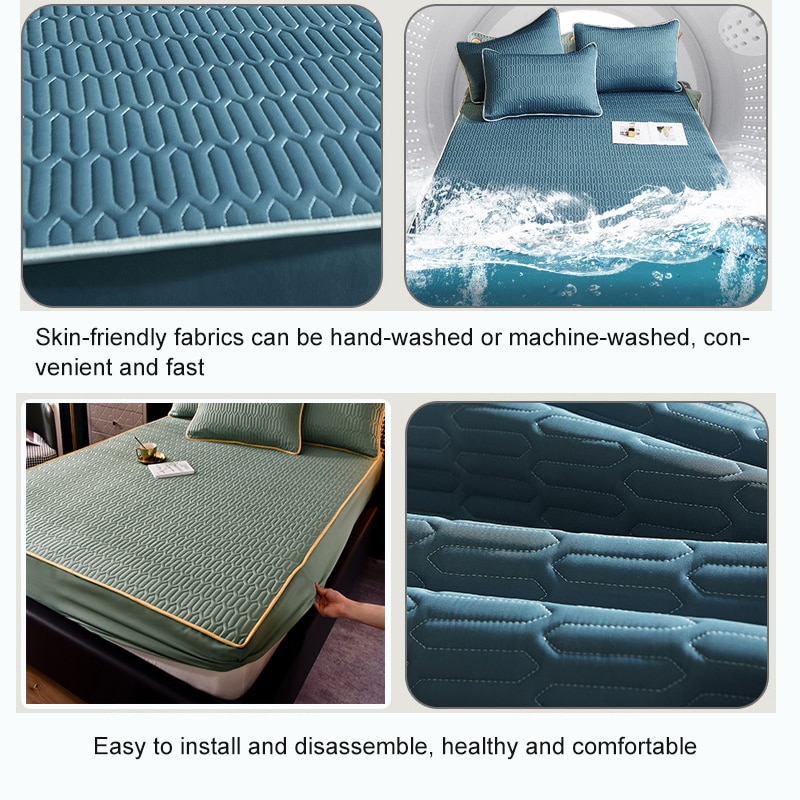 Skin-friendly fabrics can be hand-washed or machine-washed, con-
venient and fast
Easy to install and disassemble, healthy and comfortable